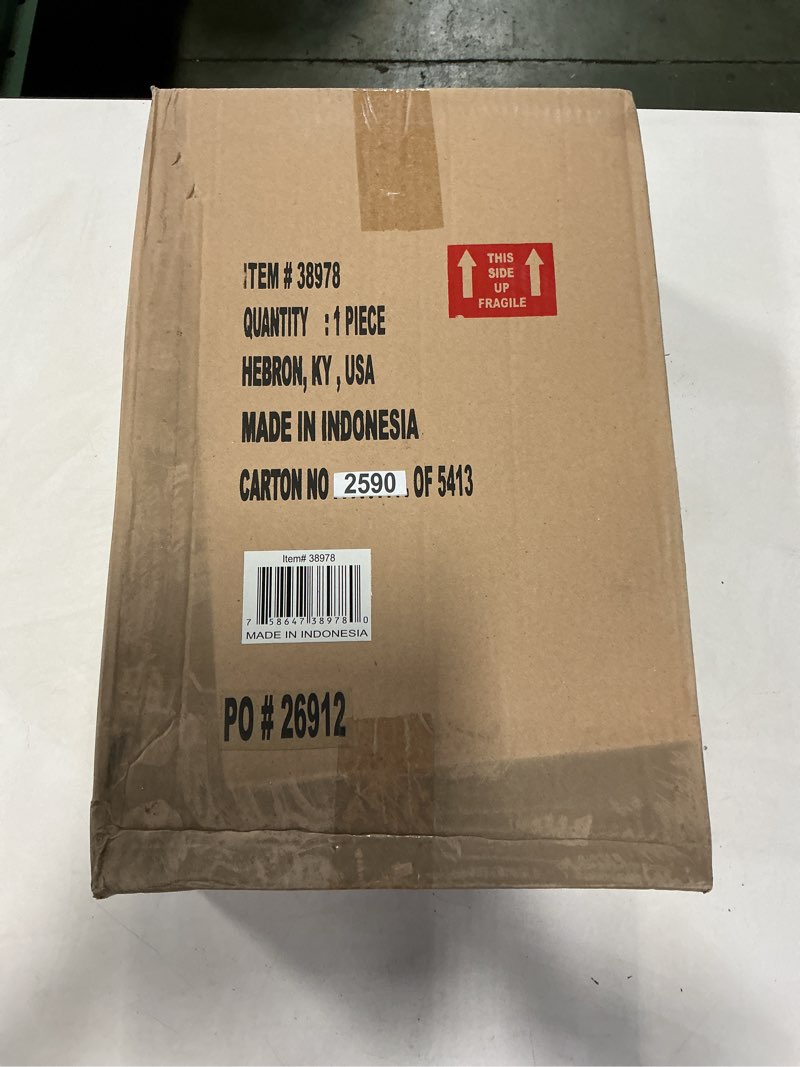 ITEM # 38978
QUANTITY : 1 PIECE
HEBRON, KY , USA
MADE IN INDONESIA
CARTON NO 2590 OF 5413
THIS
SIDE
UP
FRAGILE
Item# 38978
7 58647 38978 0
MADE IN INDONESIA
PO # 26912